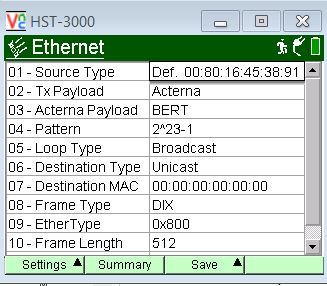 HST-3000
Ethernet
01 - Source Type Def. 00:80:16:45:38:91
02 - Tx Payload Acterna
03 - Acterna Payload BERT
04 - Pattern 2^23-1
05 - Loop Type Broadcast
06 - Destination Type Unicast
07 - Destination MAC 00:00:00:00:00:00
08 - Frame Type DIX
09 - EtherType 0x800
10 - Frame Length 512
Settings Summary Save